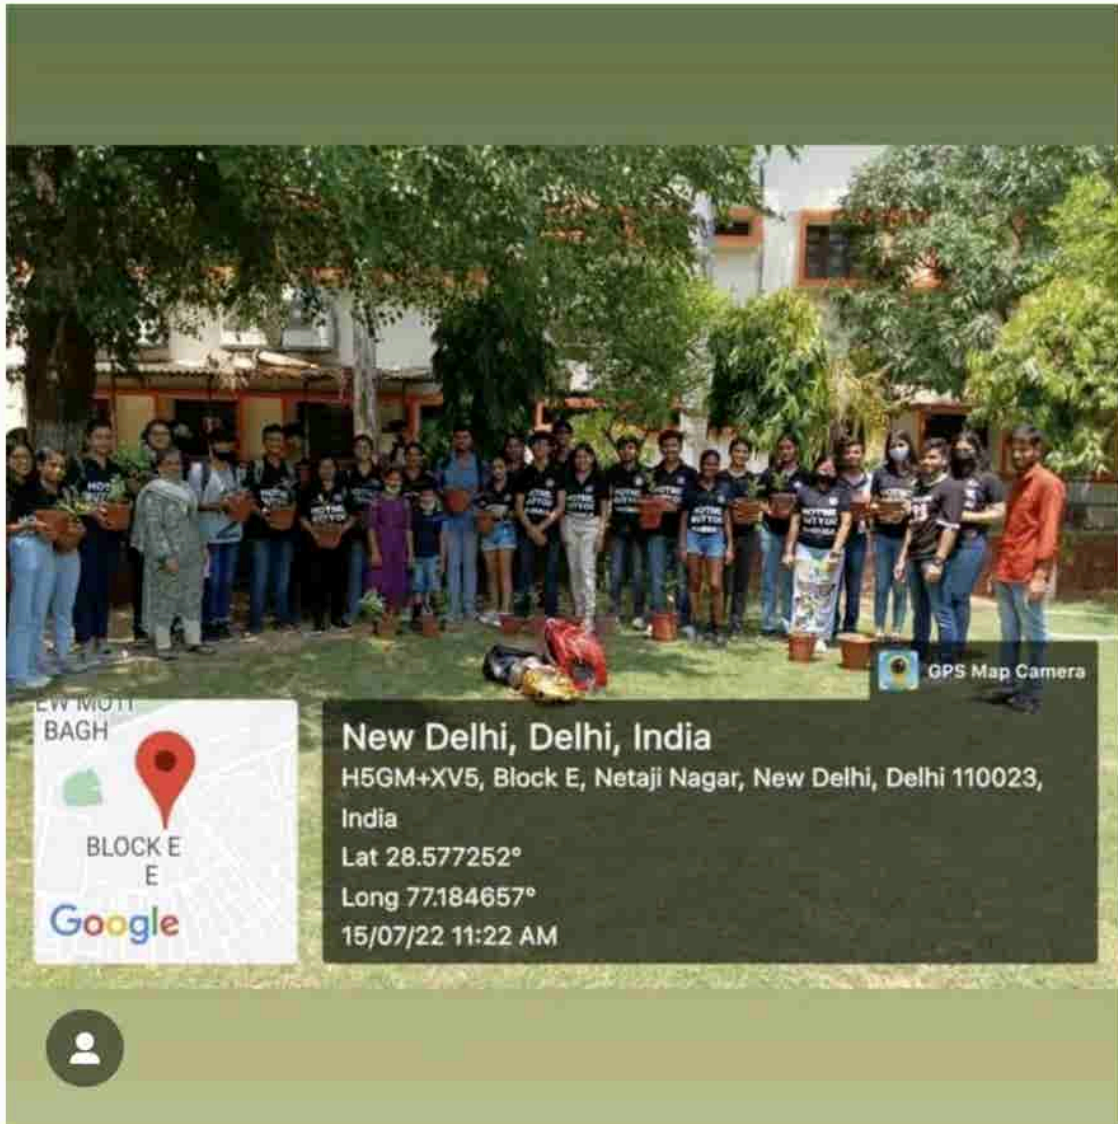 GPS Map Camera
EW MOTI
BAGH
BLOCK E
E
Google
New Delhi, Delhi, India
H5GM+XV5, Block E, Netaji Nagar, New Delhi, Delhi 110023,
India
Lat 28.577252°
Long 77.184657°
15/07/22 11:22 AM